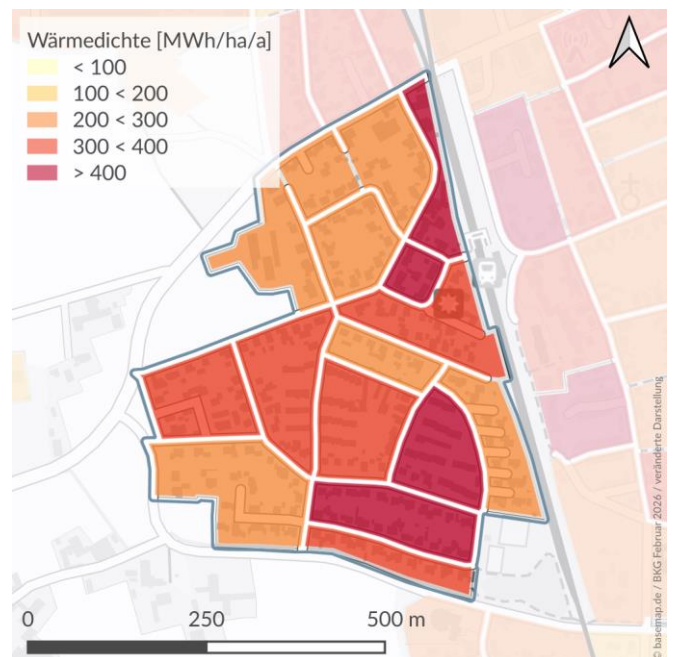 Wärmedichte [MWh/ha/a]
< 100
100 < 200
200 < 300
300 < 400
> 400
0 250 500 m
© basemap.de / BKG Februar 2026 / veränderte Darstellung